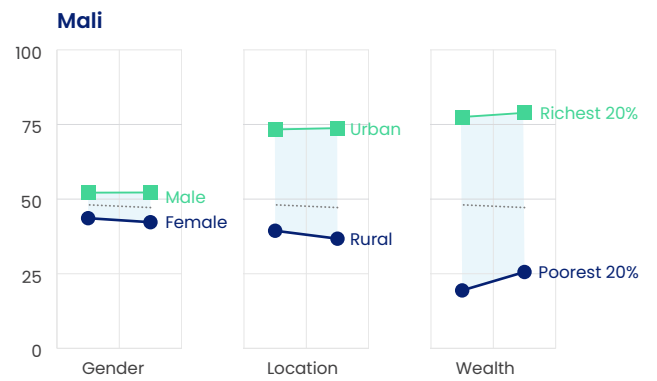 Mali
100
75
50
25
0
Male
Female
Gender
Urban
Rural
Location
Richest 20%
Poorest 20%
Wealth